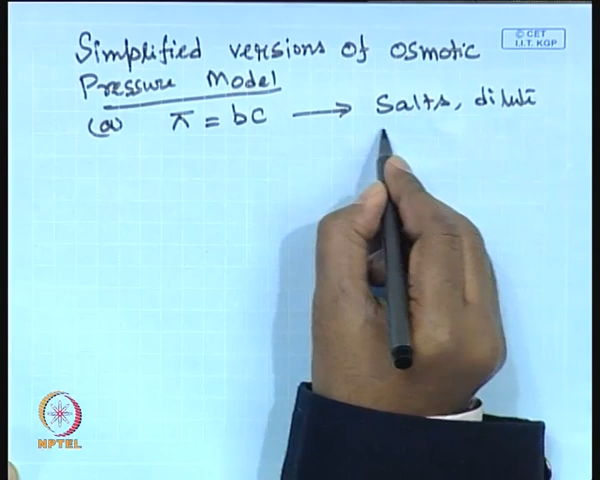 Simplified versions of osmotic
© CET
I.I.T. KGP
Pressure Model
(a) π = bc → Salts, dilute
NPTEL